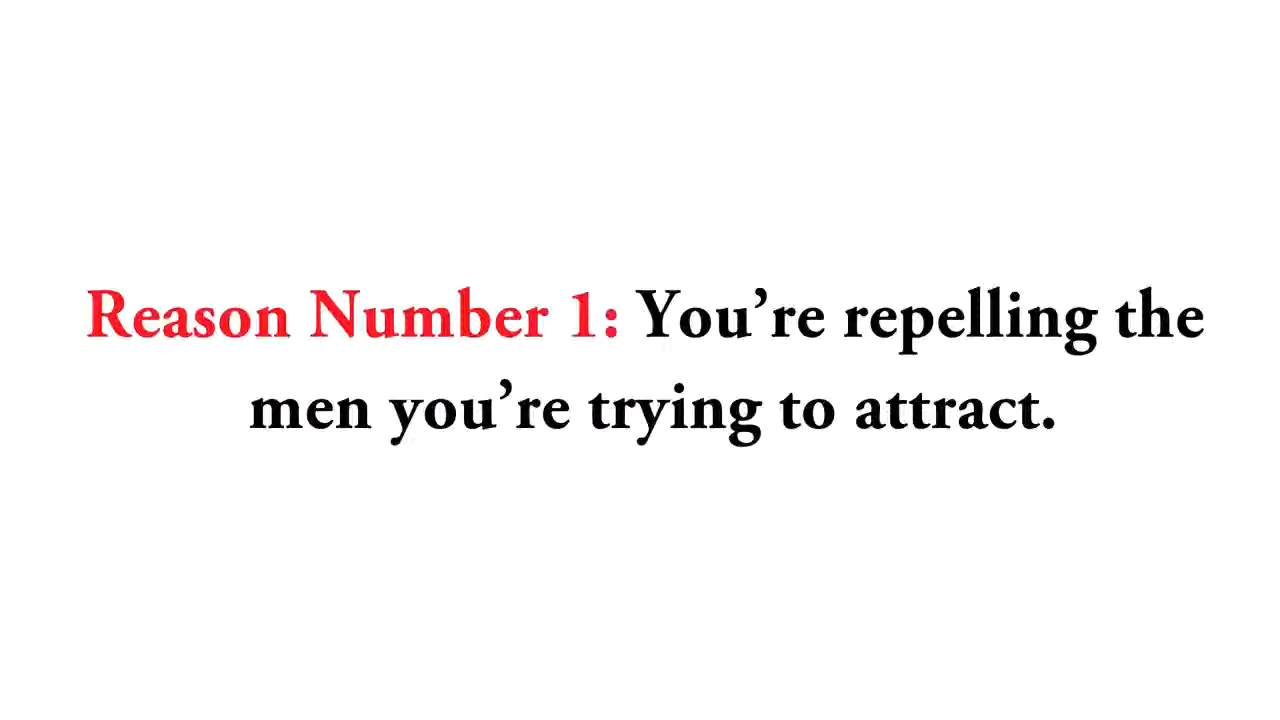 Reason Number 1: You’re repelling the
men you’re trying to attract.